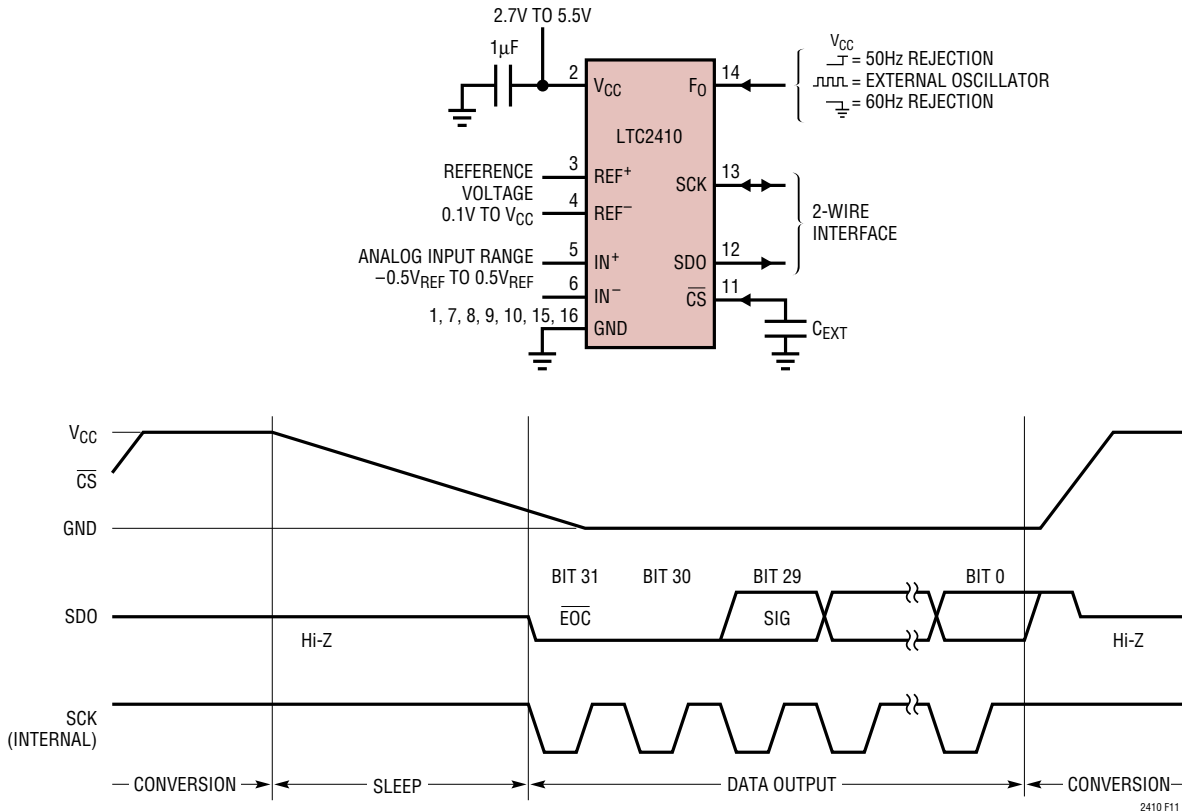 2.7V TO 5.5V
1µF
2
VCC
14
FO
VCC
= 50Hz REJECTION
= EXTERNAL OSCILLATOR
= 60Hz REJECTION
LTC2410
REFERENCE
VOLTAGE
0.1V TO VCC
3
REF+
4
REF−
13
SCK
2-WIRE
INTERFACE
ANALOG INPUT RANGE
−0.5VREF TO 0.5VREF
5
IN+
6
IN−
12
SDO
11
CS
1, 7, 8, 9, 10, 15, 16
GND
CEXT
VCC
CS
GND
BIT 31
BIT 30
BIT 29
BIT 0
SDO
EOC
SIG
Hi-Z
Hi-Z
SCK
(INTERNAL)
CONVERSION
SLEEP
DATA OUTPUT
CONVERSION
2410 F11